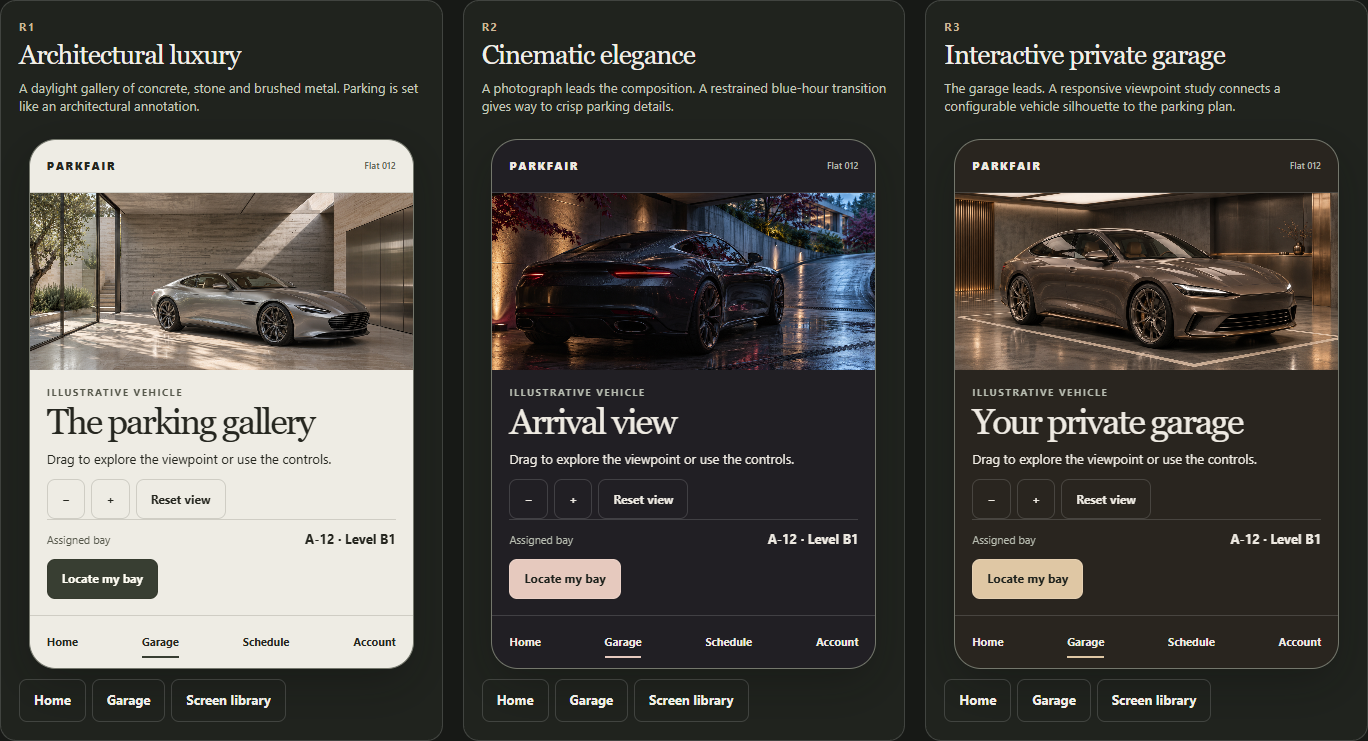 R1
Architectural luxury
A daylight gallery of concrete, stone and brushed metal. Parking is set
like an architectural annotation.
PARKFAIR
Flat 012
ILLUSTRATIVE VEHICLE
The parking gallery
Drag to explore the viewpoint or use the controls.
− + Reset view
Assigned bay A-12 · Level B1
Locate my bay
Home Garage Schedule Account
Home Garage Screen library
R2
Cinematic elegance
A photograph leads the composition. A restrained blue-hour transition
gives way to crisp parking details.
PARKFAIR
Flat 012
ILLUSTRATIVE VEHICLE
Arrival view
Drag to explore the viewpoint or use the controls.
− + Reset view
Assigned bay A-12 · Level B1
Locate my bay
Home Garage Schedule Account
Home Garage Screen library
R3
Interactive private garage
The garage leads. A responsive viewpoint study connects a
configurable vehicle silhouette to the parking plan.
PARKFAIR
Flat 012
ILLUSTRATIVE VEHICLE
Your private garage
Drag to explore the viewpoint or use the controls.
− + Reset view
Assigned bay A-12 · Level B1
Locate my bay
Home Garage Schedule Account
Home Garage Screen library